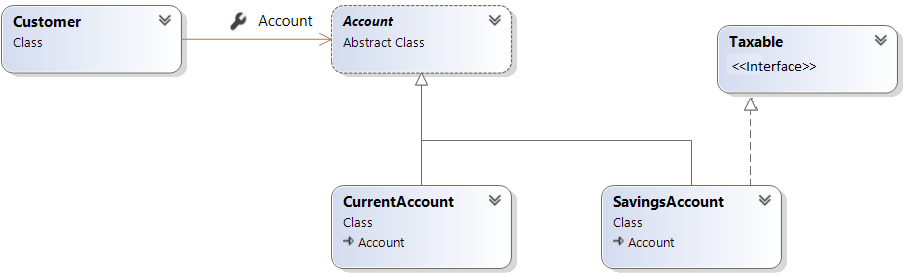 Customer
Class
Account
Account
Abstract Class
Taxable
<<Interface>>
CurrentAccount
Class
Account
SavingsAccount
Class
Account